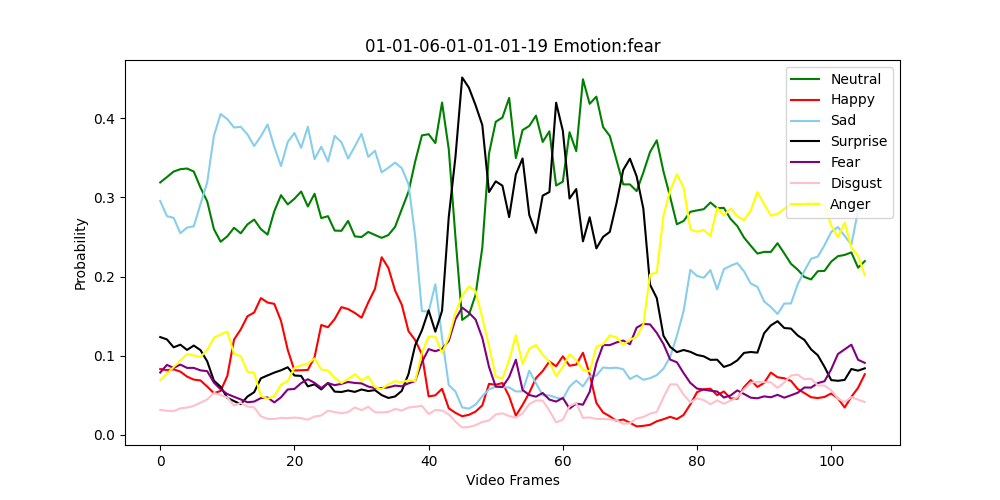 01-01-06-01-01-01-19 Emotion:fear
Neutral
Happy
Sad
Surprise
Fear
Disgust
Anger
Probability
0.4
0.3
0.2
0.1
0.0
0 20 40 60 80 100
Video Frames